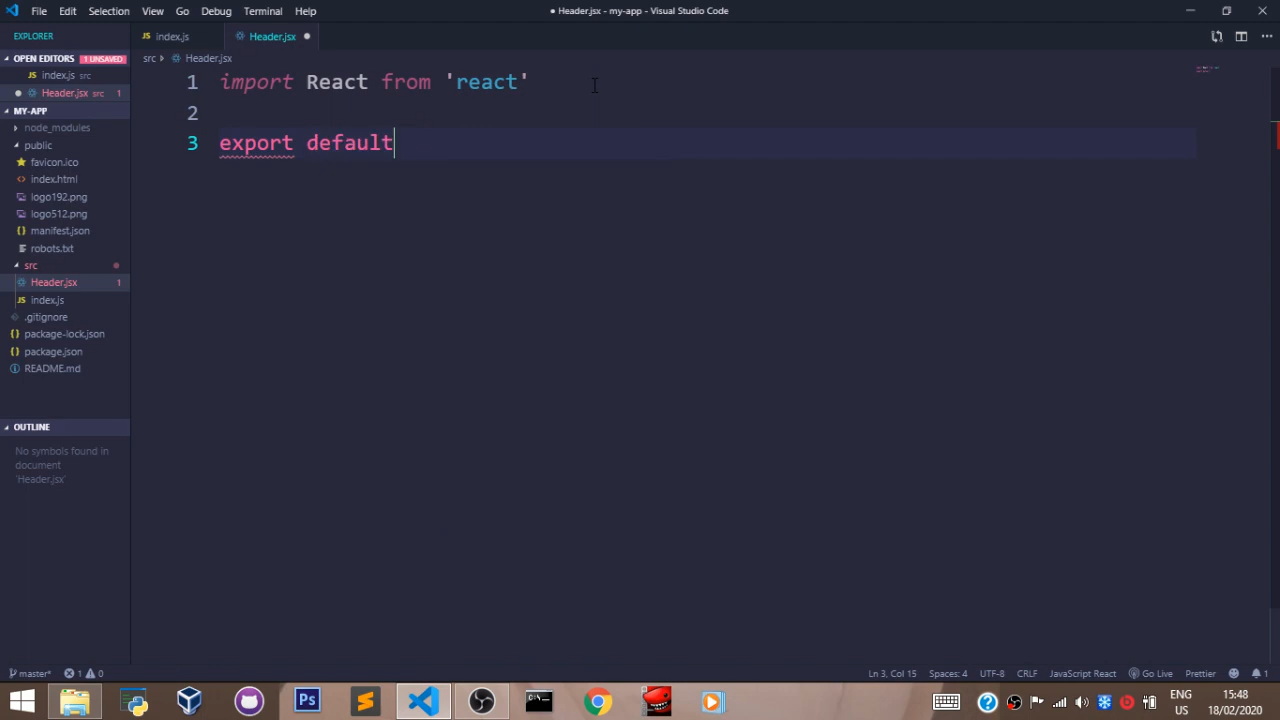 File Edit Selection View Go Debug Terminal Help
● Header.jsx - my-app - Visual Studio Code
EXPLORER
index.js
Header.jsx
OPEN EDITORS 1 UNSAVED
index.js src
Header.jsx src 1
MY-APP
node_modules
public
favicon.ico
index.html
logo192.png
logo512.png
manifest.json
robots.txt
src
Header.jsx 1
index.js
.gitignore
package-lock.json
package.json
README.md
OUTLINE
No symbols found in
document
'Header.jsx'
src Header.jsx
1 import React from 'react'
2
3 export default
master* 1 0
Ln 3, Col 15 Spaces: 4 UTF-8 CRLF JavaScript React Go Live Prettier 1
Ps
ENG
US
15:48
18/02/2020